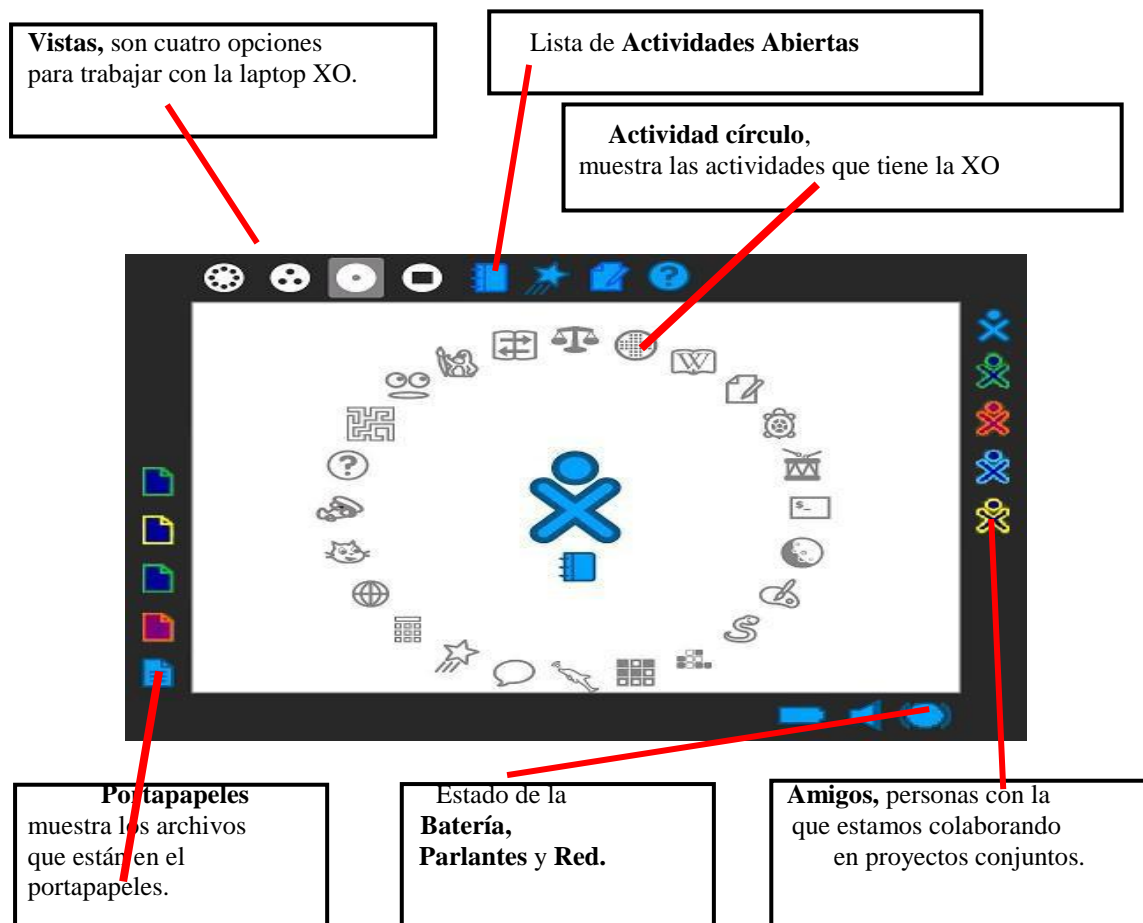 Vistas, son cuatro opciones
para trabajar con la laptop XO.
Lista de Actividades Abiertas
Actividad círculo,
muestra las actividades que tiene la XO
?
W
?
$_
Portapapeles
muestra los archivos
que están en el
portapapeles.
Estado de la
Batería,
Parlantes y Red.
Amigos, personas con la
que estamos colaborando
en proyectos conjuntos.